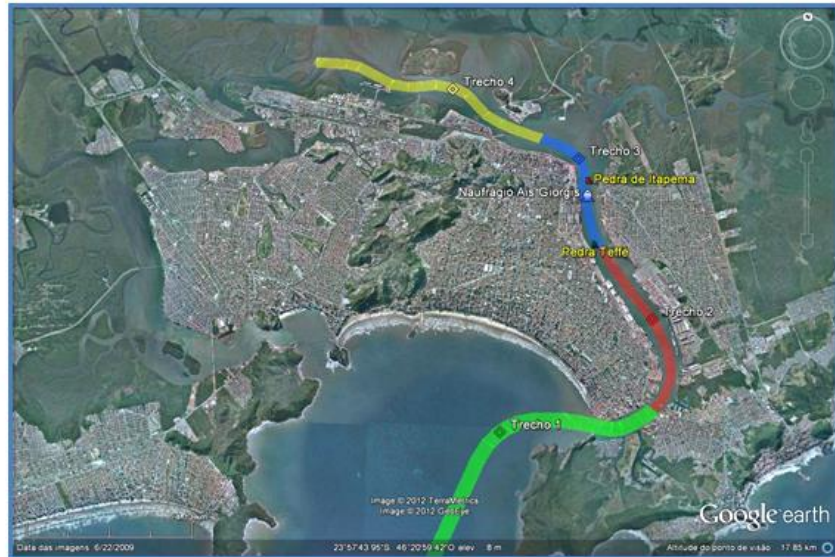 Trecho 4
Trecho 3
Pedra de Itapema
Naufrágio Ais Giorgis
Pedra Teffé
Trecho 2
Trecho 1
Image © 2012 TerraMetrics
Image © 2012 GeoEye
Google earth
Data das imagens: 6/22/2009 23°57'43.95"S 46°20'59.42"O elev 8 m Altitude do ponto de visão 17.85 km